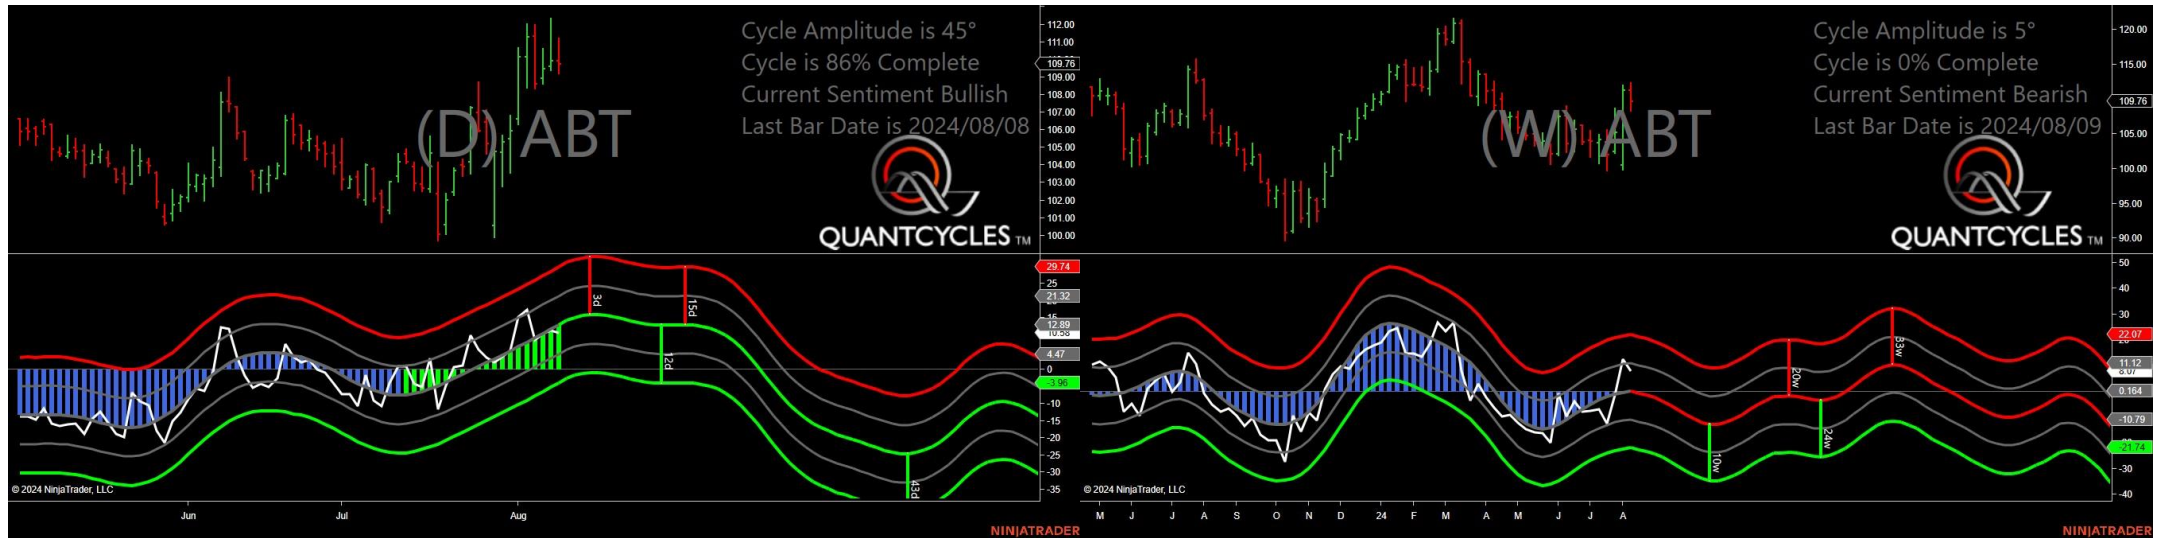 Cycle Amplitude is 45°
Cycle is 86% Complete
Current Sentiment Bullish
Last Bar Date is 2024/08/08
(D) ABT
QUANTCYCLES TM
112.00
111.00
109.76
109.00
108.00
107.00
106.00
105.00
104.00
103.00
102.00
101.00
100.00
29.74
25
21.32
15
12.89
4.47
0
-3.96
-10
-15
-20
-25
-30
-35
3d
15d
12d
43d
© 2024 NinjaTrader, LLC
Jun Jul Aug
NINJATRADER
Cycle Amplitude is 5°
Cycle is 0% Complete
Current Sentiment Bearish
Last Bar Date is 2024/08/09
(W) ABT
QUANTCYCLES TM
120.00
115.00
109.76
105.00
100.00
95.00
90.00
50
40
30
22.07
11.12
8.07
0.164
-10.79
-21.74
-30
-40
20w
33w
10w
24w
© 2024 NinjaTrader, LLC
M J J A S O N D 24 F M A M J J A
NINJATRADER